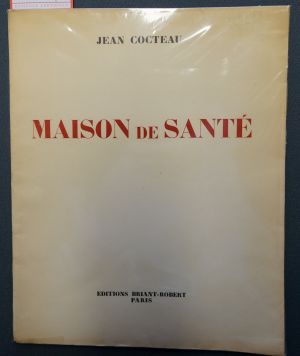 JEAN COCTEAU
MAISON DE SANTÉ
EDITIONS BRIANT-ROBERT
PARIS